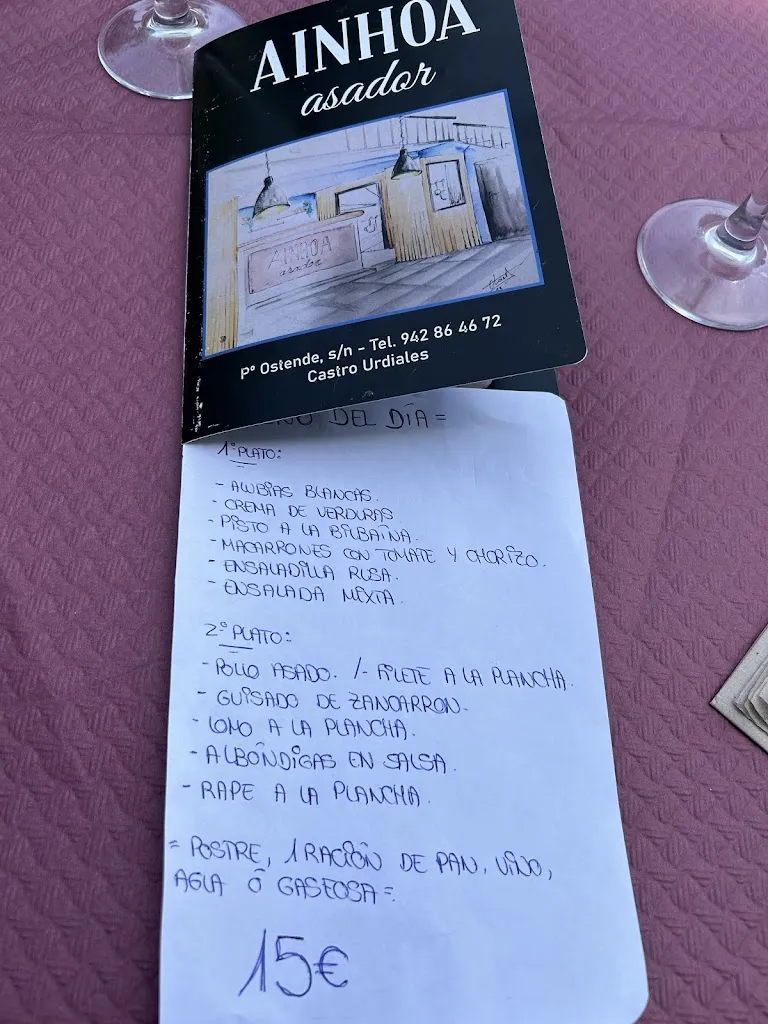 AINHOA
asador
AINHOA
asador
Pº Ostende, s/n - Tel. 942 86 46 72
Castro Urdiales
DEL DÍA =
1º PLATO:
- ALUBIAS BLANCAS.
- CREMA DE VERDURAS
- PISTO A LA BILBAÍNA.
- MACARRONES CON TOMATE Y CHORIZO.
- ENSALADILLA RUSA.
- ENSALADA MIXTA.
2º PLATO:
- POLLO ASADO. /- FILETE A LA PLANCHA.
- GUISADO DE ZANCARRON.
- LOMO A LA PLANCHA.
- ALBÓNDIGAS EN SALSA.
- RAPE A LA PLANCHA.
= POSTRE, 1 RACIÓN DE PAN, VINO,
AGUA Ó GASEOSA =.
15€